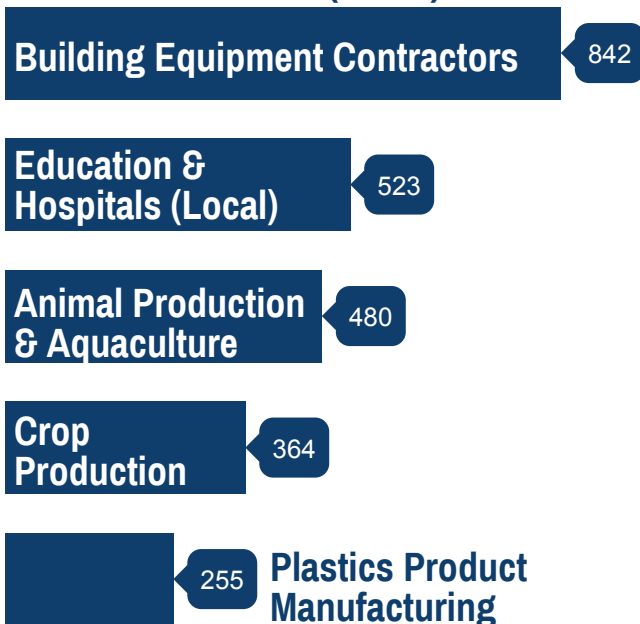 Building Equipment Contractors
842
Education &
Hospitals (Local)
523
Animal Production
& Aquaculture
480
Crop
Production
364
255
Plastics Product
Manufacturing